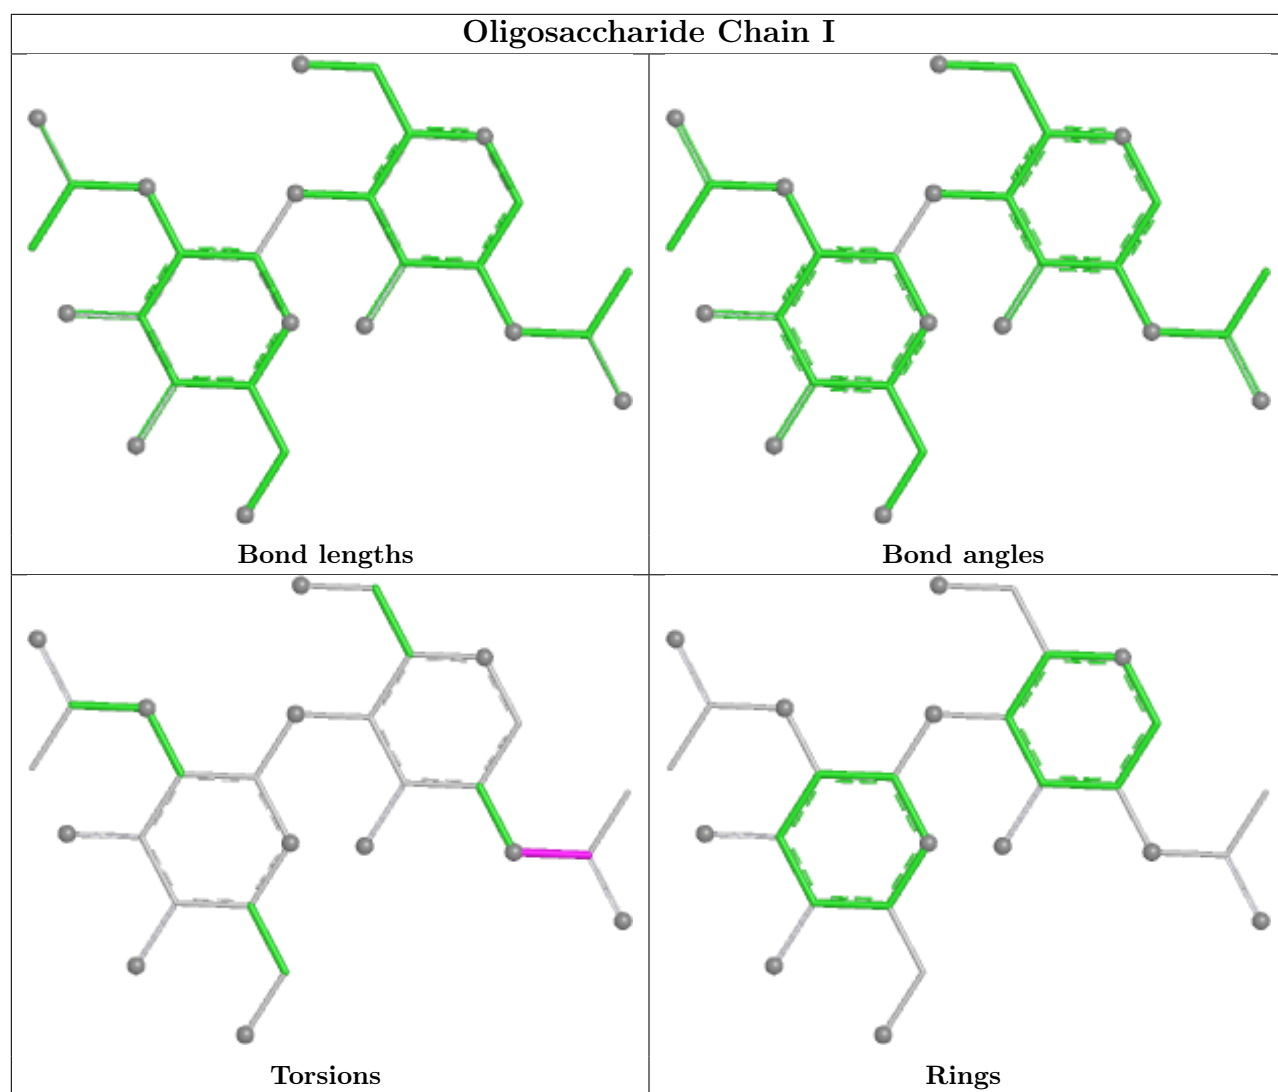 Oligosaccharide Chain I
Bond lengths
Bond angles
Torsions
Rings